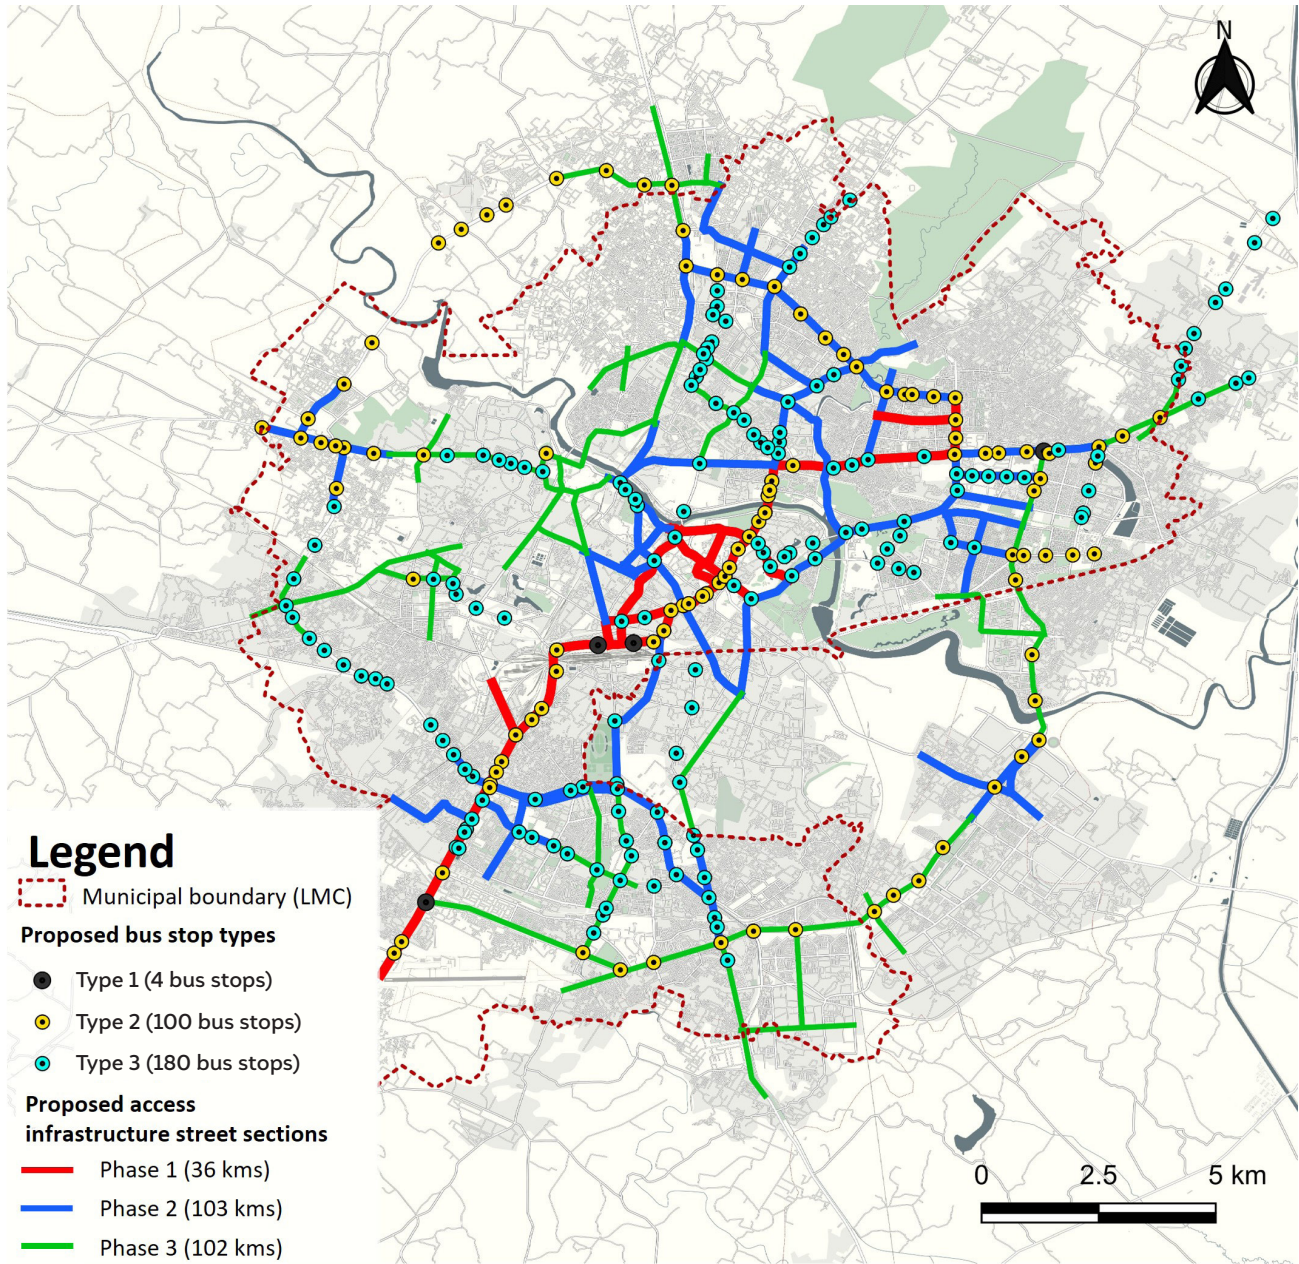 N
Legend
Municipal boundary (LMC)
Proposed bus stop types
Type 1 (4 bus stops)
Type 2 (100 bus stops)
Type 3 (180 bus stops)
Proposed access
infrastructure street sections
Phase 1 (36 kms)
Phase 2 (103 kms)
Phase 3 (102 kms)
0 2.5 5 km